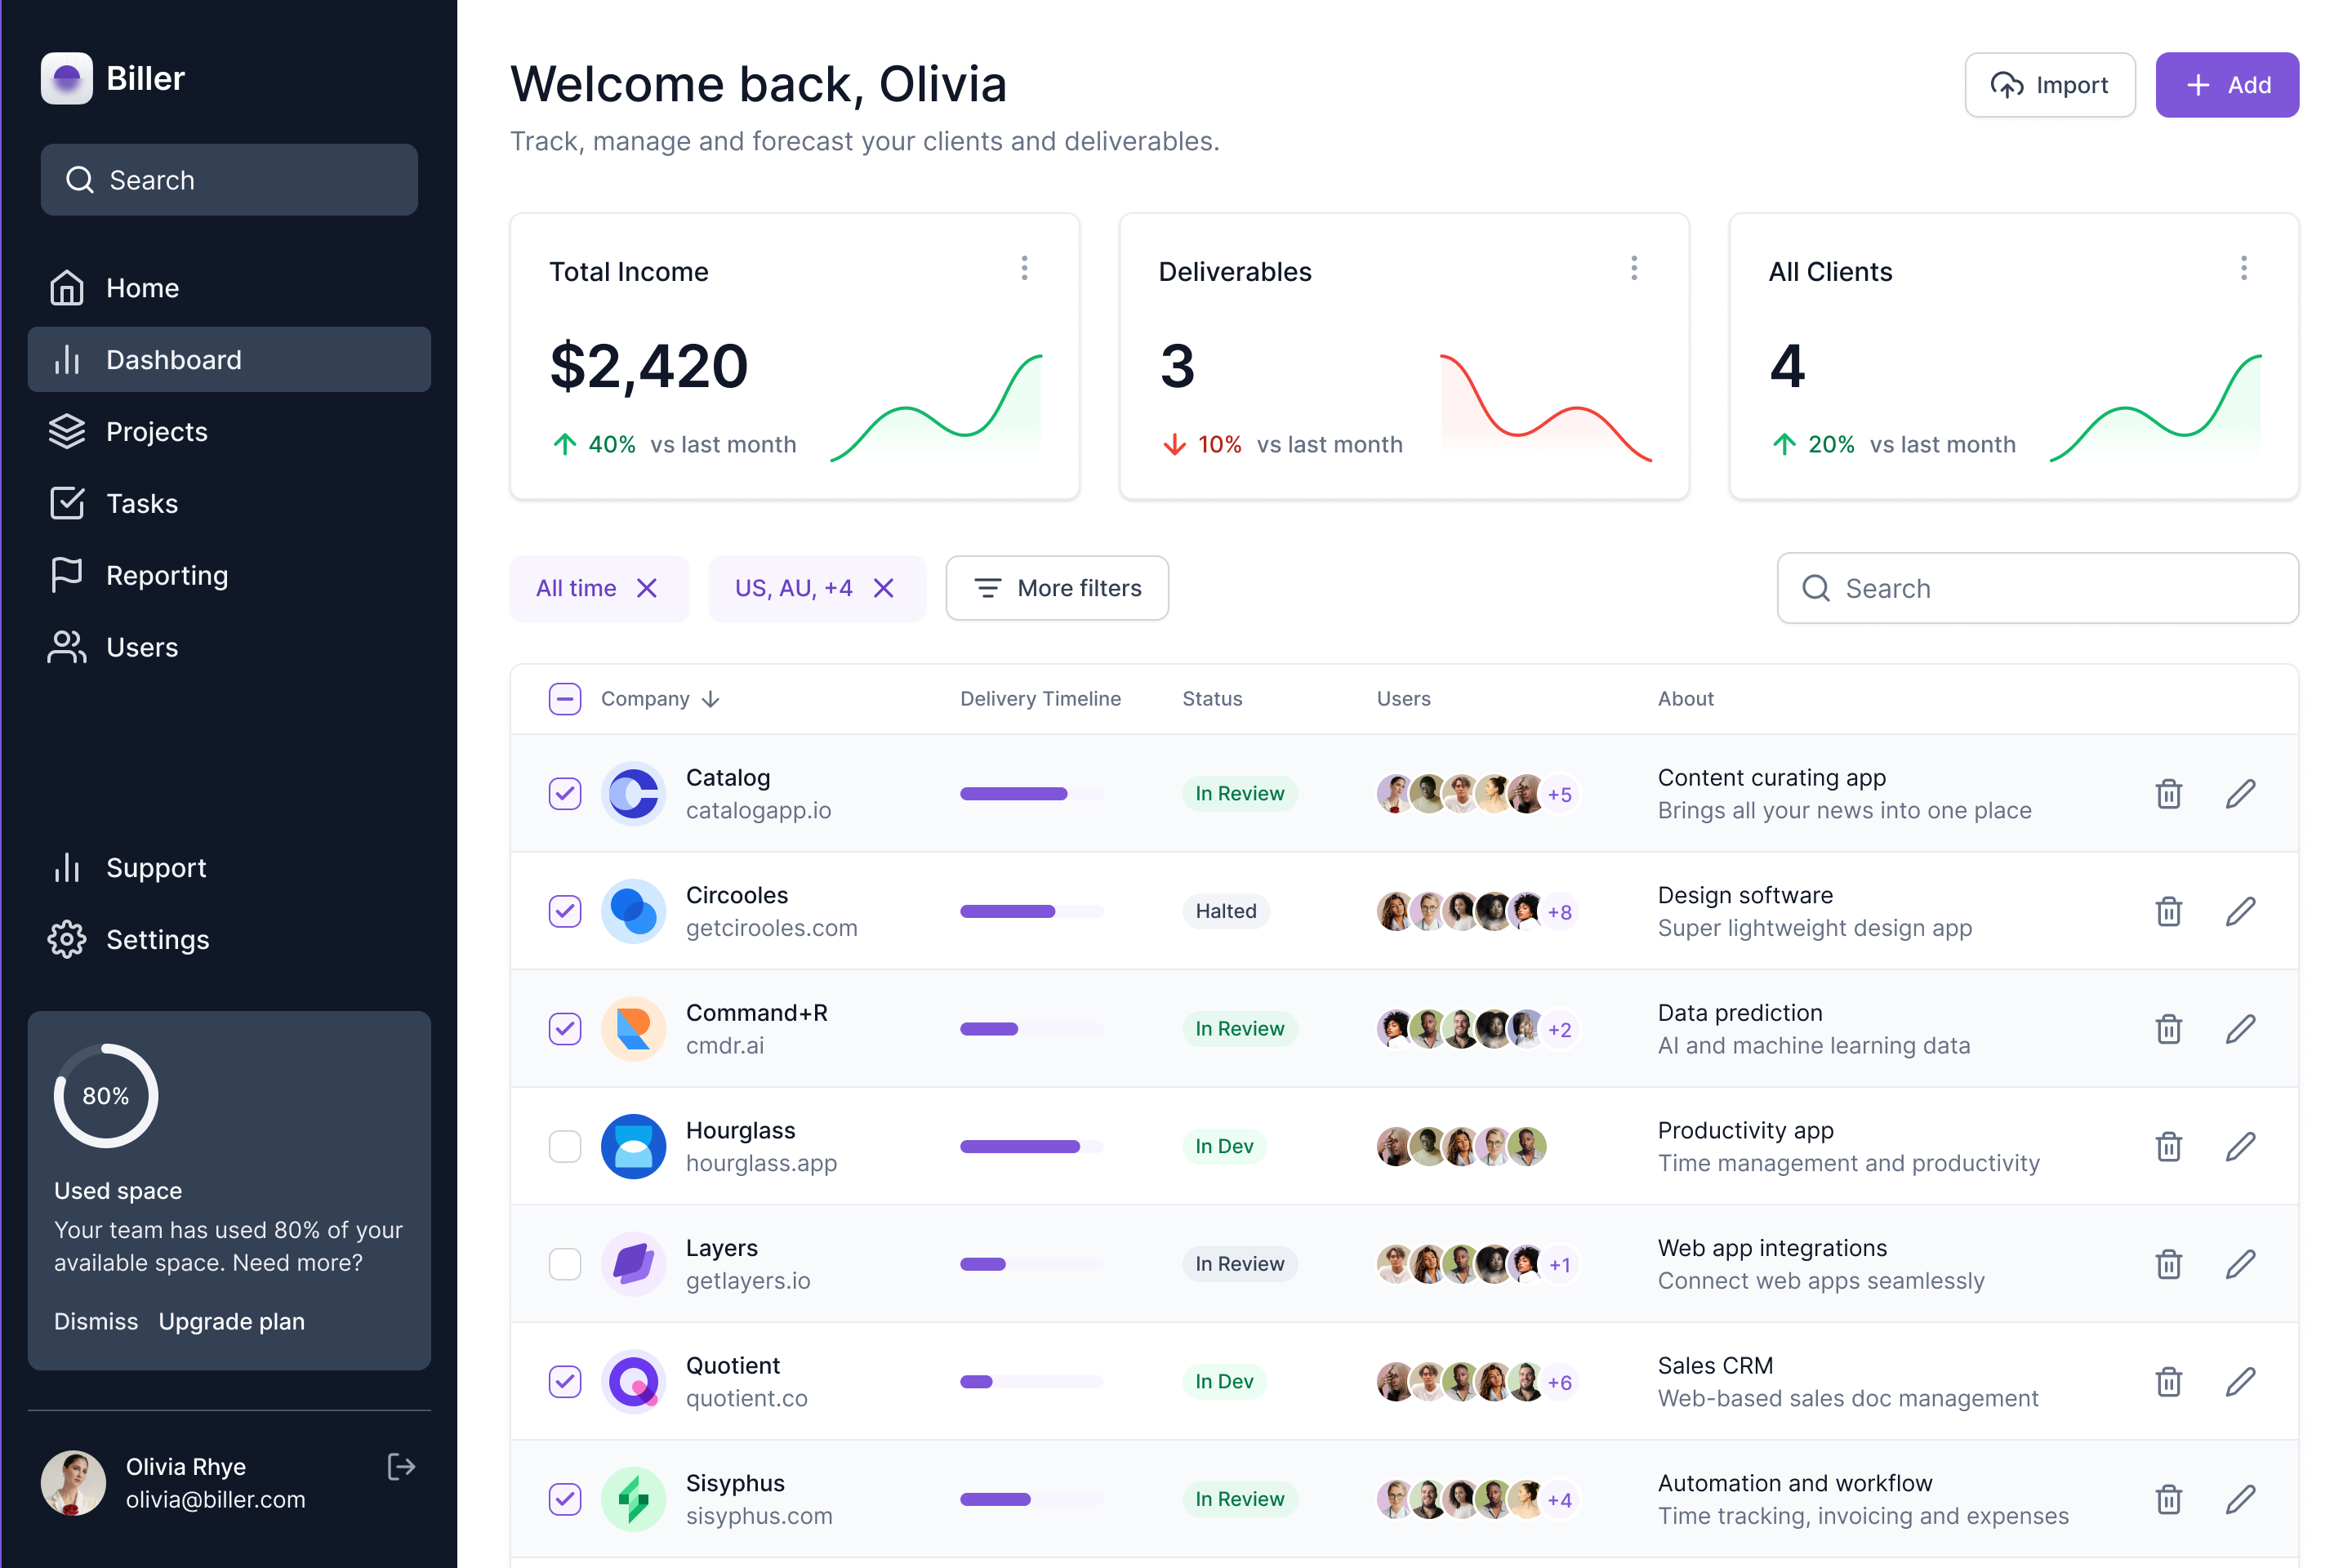 Biller
Search
Home
Dashboard
Projects
Tasks
Reporting
Users
Support
Settings
80%
Used space
Your team has used 80% of your
available space. Need more?
Dismiss Upgrade plan
Olivia Rhye
olivia@biller.com
Welcome back, Olivia
Track, manage and forecast your clients and deliverables.
Import
Add
Total Income
$2,420
40% vs last month
Deliverables
3
10% vs last month
All Clients
4
20% vs last month
All time
US, AU, +4
More filters
Search
Company Delivery Timeline Status Users About
Catalog
catalogapp.io
In Review
+5
Content curating app
Brings all your news into one place
Circooles
getcirooles.com
Halted
+8
Design software
Super lightweight design app
Command+R
cmdr.ai
In Review
+2
Data prediction
AI and machine learning data
Hourglass
hourglass.app
In Dev
Productivity app
Time management and productivity
Layers
getlayers.io
In Review
+1
Web app integrations
Connect web apps seamlessly
Quotient
quotient.co
In Dev
+6
Sales CRM
Web-based sales doc management
Sisyphus
sisyphus.com
In Review
+4
Automation and workflow
Time tracking, invoicing and expenses